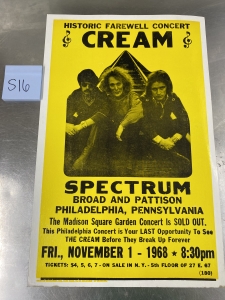 HISTORIC FAREWELL CONCERT
CREAM
S16
SPECTRUM
BROAD AND PATTISON
PHILADELPHIA, PENNSYLVANIA
The Madison Square Garden Concert is SOLD OUT.
This Philadelphia Concert is Your LAST Opportunity To See
THE CREAM Before They Break Up Forever
FRI., NOVEMBER 1 - 1968 ★ 8:30pm
TICKETS: $4, 5, 6, 7 - ON SALE IN N.Y. - 5th FLOOR OF 27 E. 67
(190)